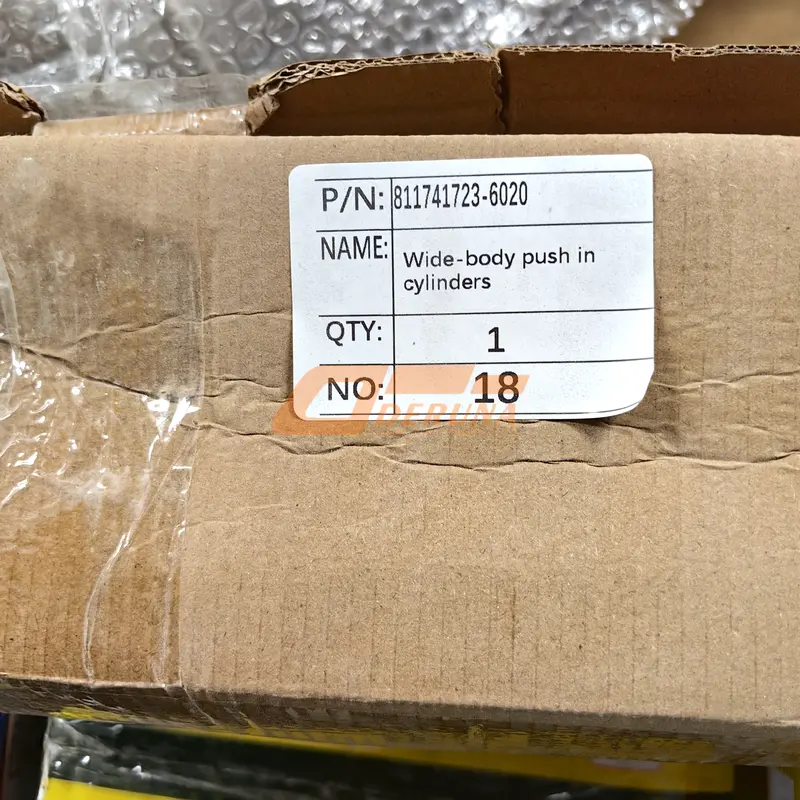 P/N: 811741723-6020
NAME: Wide-body push in
cylinders
QTY: 1
NO: 18
DERUNA